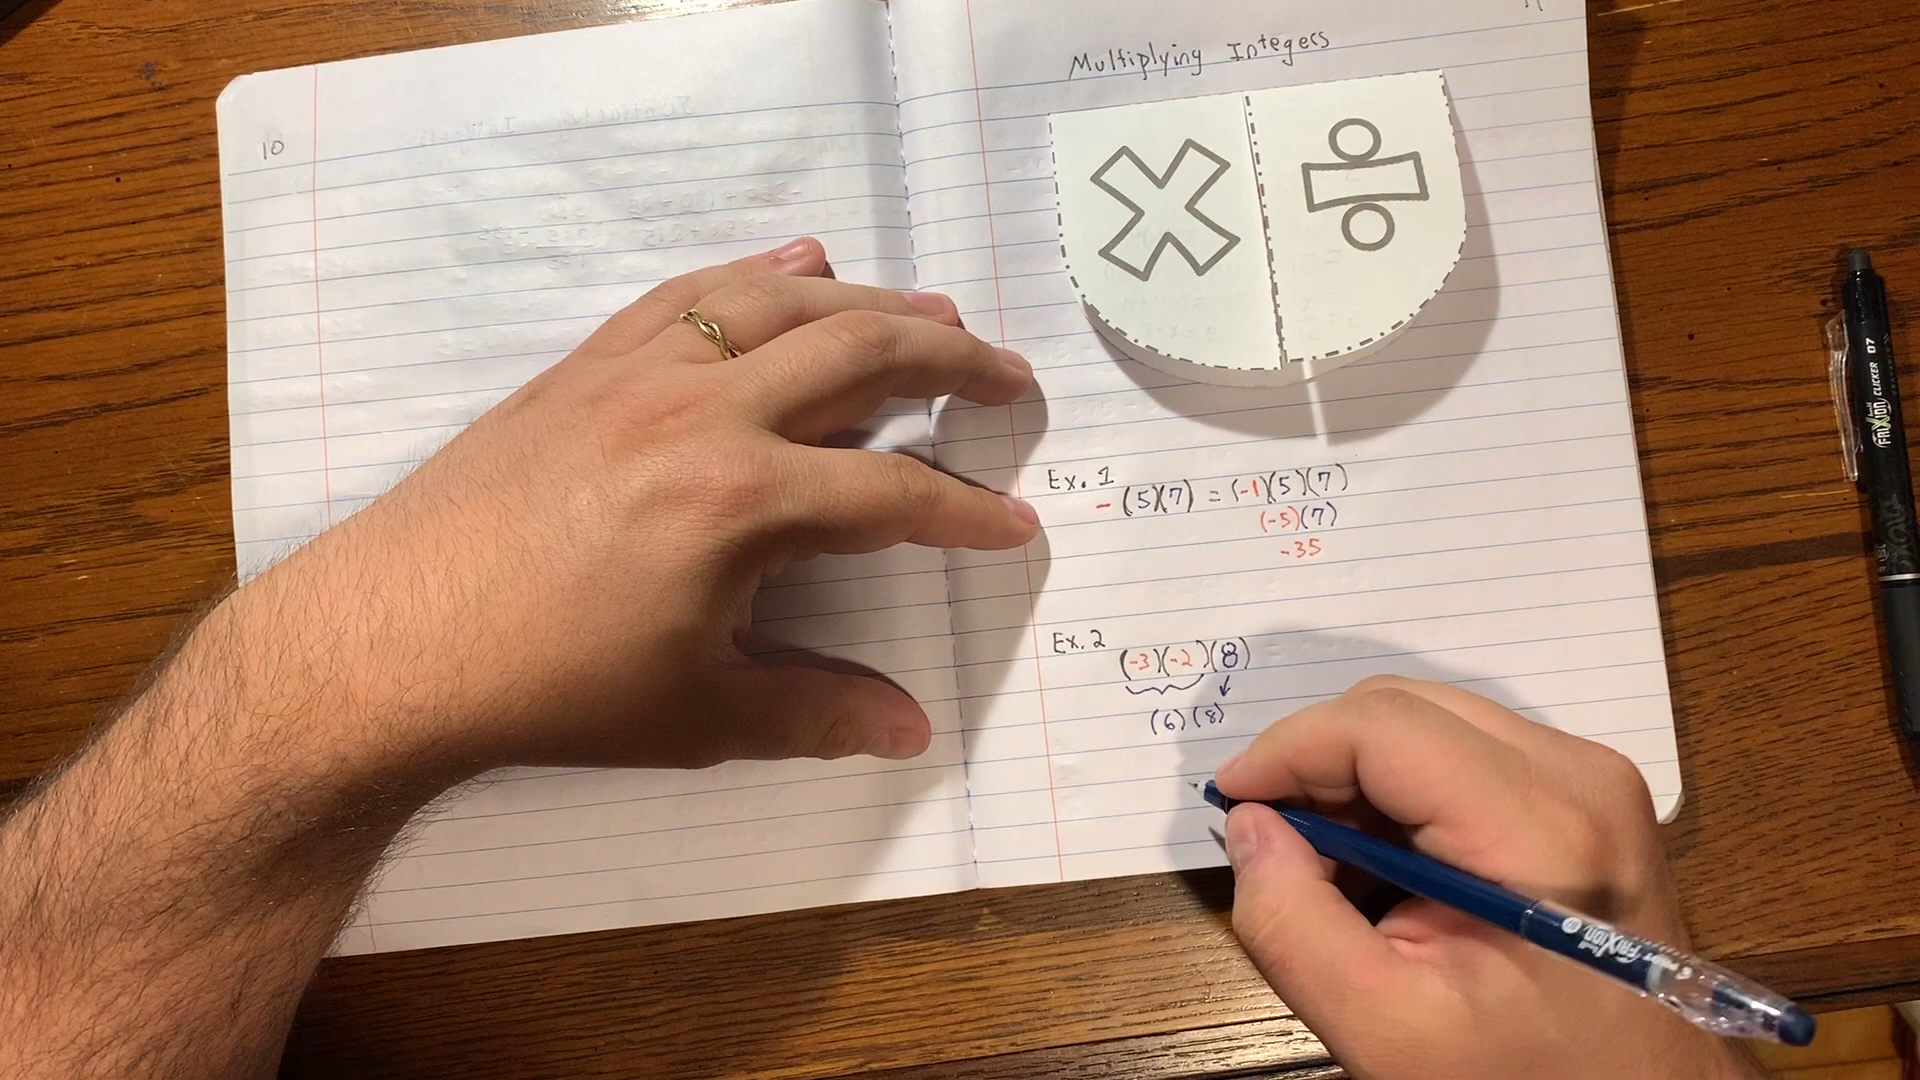 10
Multiplying Integers
Ex. 1
- (5)(7) = (-1)(5)(7)
(-5)(7)
-35
Ex. 2
(-3)(-2)(8)
(6)(8)
FRIXION CLICKER 07
FRIXION